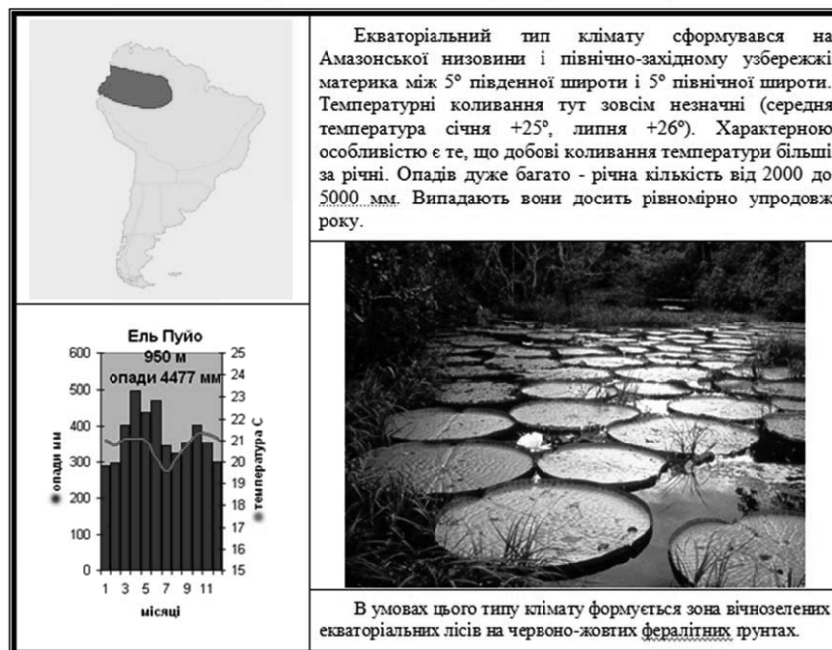 Екваторіальний тип клімату сформувався на
Амазонської низовини і північно-західному узбережжі
материка між 5º південної широти і 5º північної широти.
Температурні коливання тут зовсім незначні (середня
температура січня +25º, липня +26º). Характерною
особливістю є те, що добові коливання температури більші
за річні. Опадів дуже багато - річна кількість від 2000 до
5000 мм. Випадають вони досить рівномірно упродовж
року.
Ель Пуйо
950 м
опади 4477 мм
600
500
400
300
200
100
0
опади мм
25
24
23
22
21
20
19
18
17
16
15
температура С
1 3 5 7 9 11
місяці
В умовах цього типу клімату формується зона вічнозелених
екваторіальних лісів на червоно-жовтих фералітних ґрунтах.